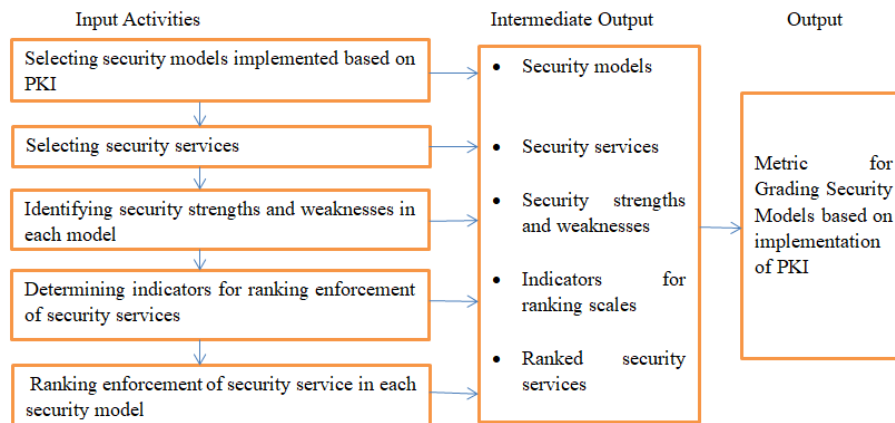 Input Activities
Intermediate Output
Output
Selecting security models implemented based on
PKI
Selecting security services
Identifying security strengths and weaknesses in
each model
Determining indicators for ranking enforcement
of security services
Ranking enforcement of security service in each
security model
• Security models
• Security services
• Security strengths
and weaknesses
• Indicators for
ranking scales
• Ranked security
services
Metric for
Grading Security
Models based on
implementation
of PKI